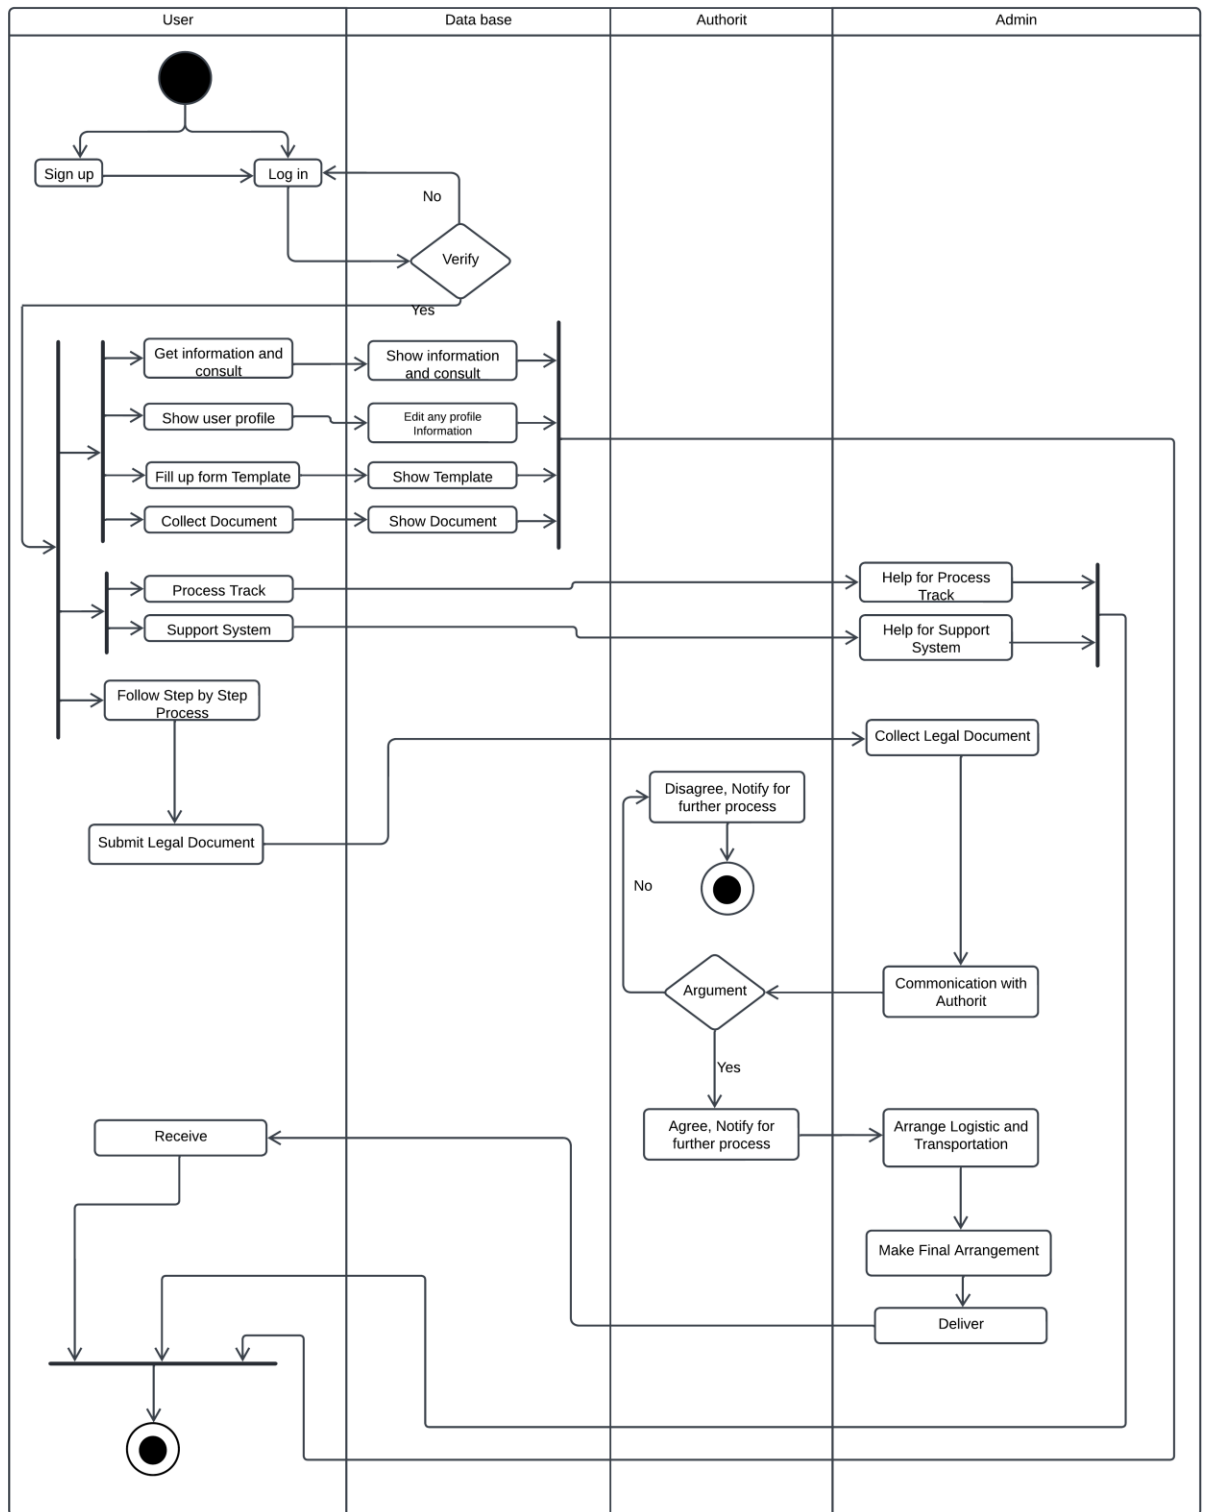 User
Data base
Authorit
Admin
Sign up
Log in
No
Verify
Yes
Get information and
consult
Show information
and consult
Show user profile
Edit any profile
Information
Fill up form Template
Show Template
Collect Document
Show Document
Process Track
Help for Process
Track
Support System
Help for Support
System
Follow Step by Step
Process
Collect Legal Document
Disagree, Notify for
further process
Submit Legal Document
No
Argument
Communication with
Authorit
Yes
Receive
Agree, Notify for
further process
Arrange Logistic and
Transportation
Make Final Arrangement
Deliver